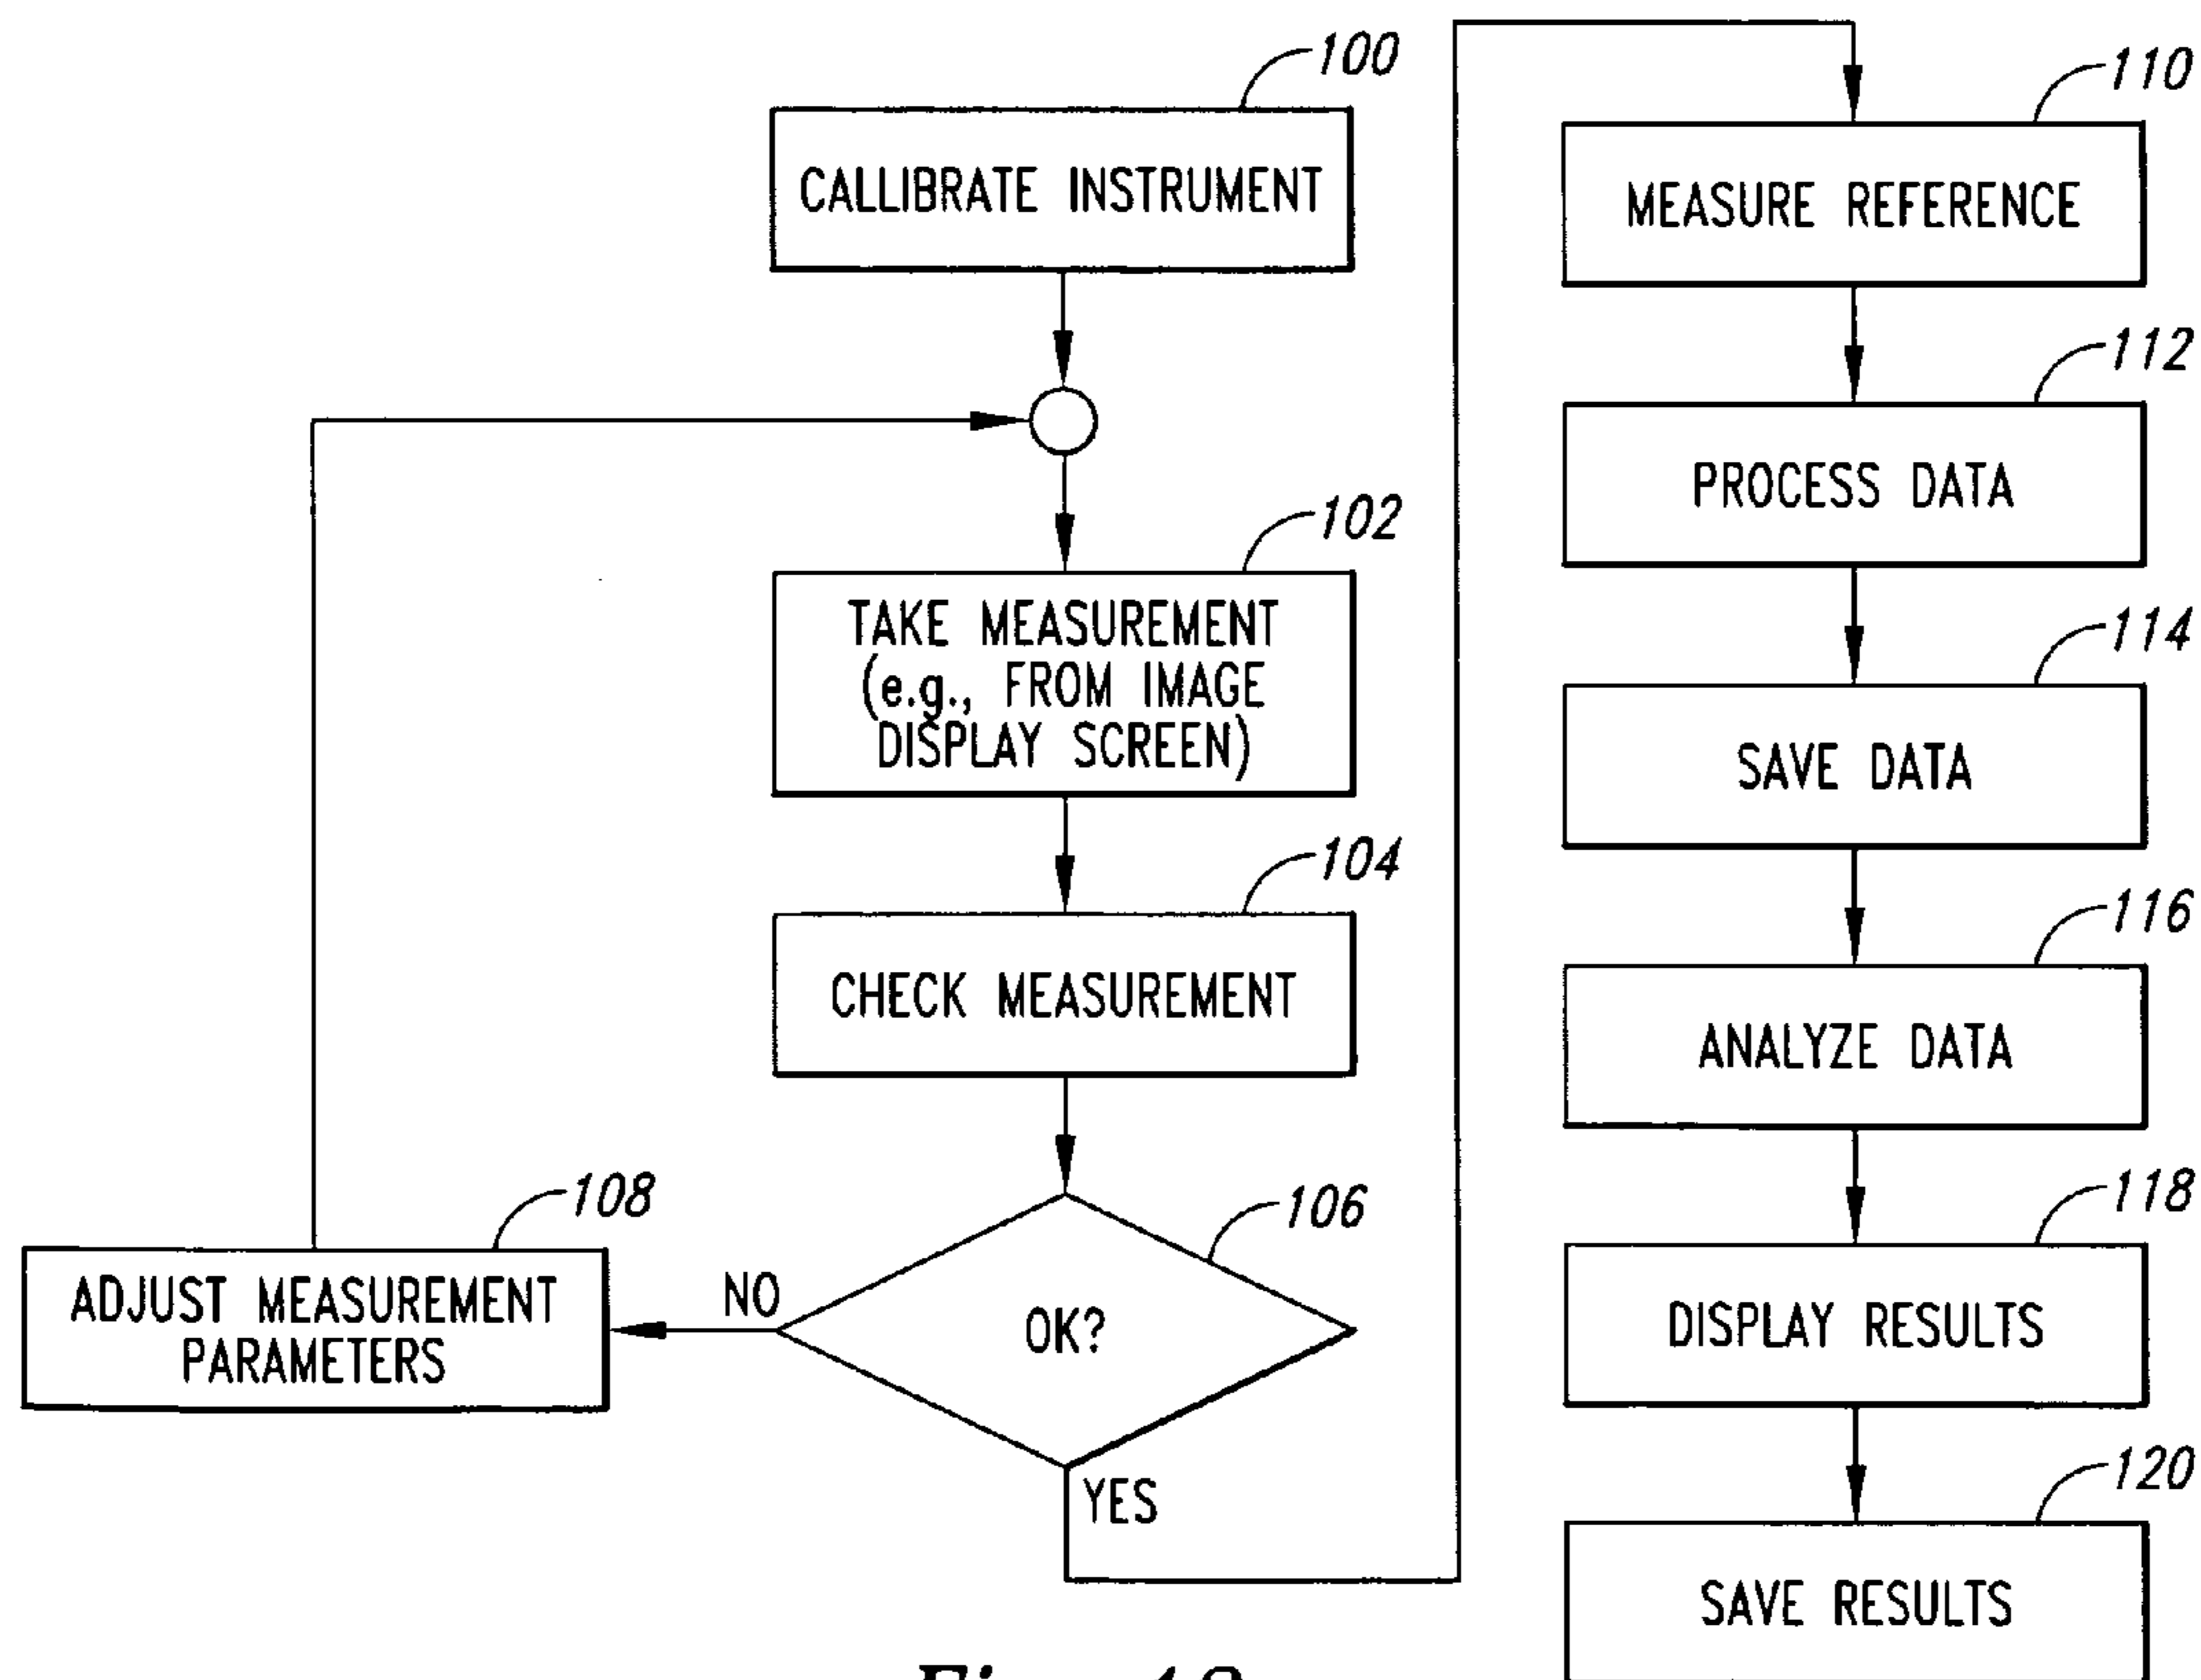 100
CALLIBRATE INSTRUMENT
102
TAKE MEASUREMENT
(e.g., FROM IMAGE
DISPLAY SCREEN)
104
CHECK MEASUREMENT
106
OK?
NO
YES
108
ADJUST MEASUREMENT
PARAMETERS
110
MEASURE REFERENCE
112
PROCESS DATA
114
SAVE DATA
116
ANALYZE DATA
118
DISPLAY RESULTS
120
SAVE RESULTS